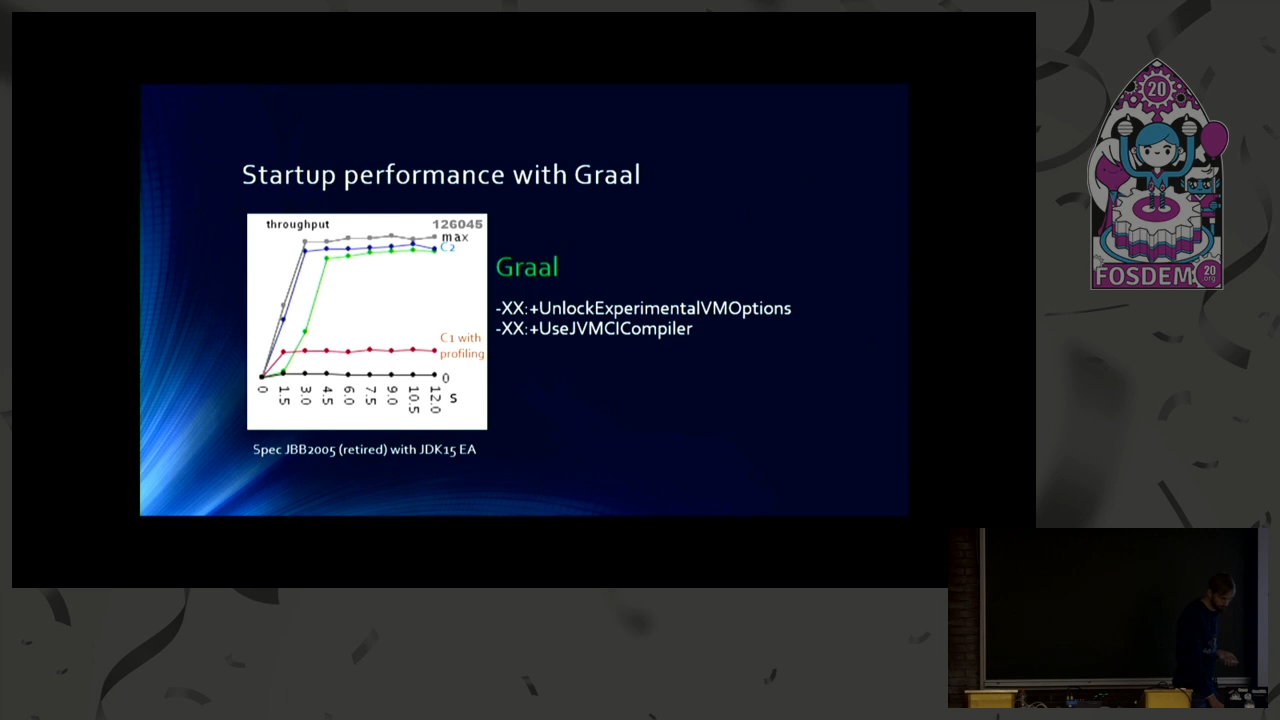 Startup performance with Graal
throughput
126045
max
C2
Graal
-XX:+UnlockExperimentalVMOptions
-XX:+UseJVMCICompiler
C1 with
profiling
0
0
1.5
3.0
4.5
6.0
7.5
9.0
10.5
12.0
s
Spec JBB2005 (retired) with JDK15 EA
20
FOSDEM
20
.org